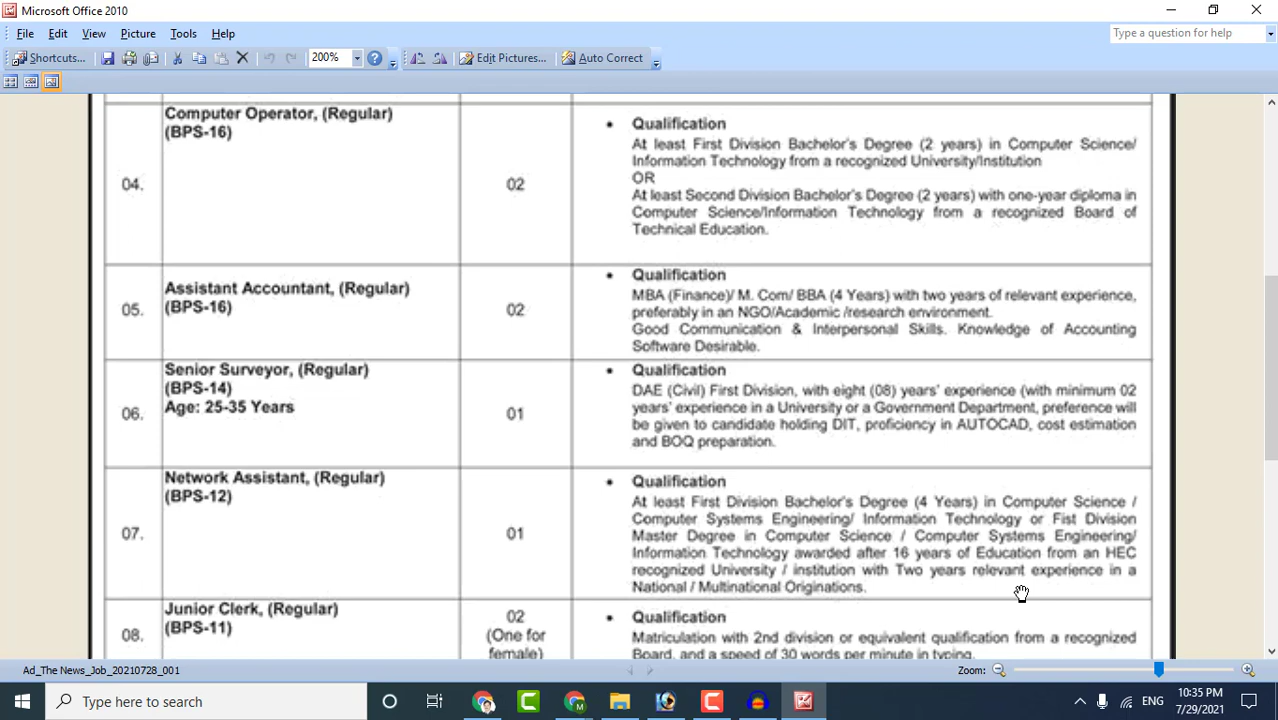 Microsoft Office 2010
File Edit View Picture Tools Help
Type a question for help
Shortcuts... 200% Edit Pictures... Auto Correct
Computer Operator, (Regular)
(BPS-16)
04.
02
• Qualification
At least First Division Bachelor's Degree (2 years) in Computer Science/
Information Technology from a recognized University/Institution
OR
At least Second Division Bachelor's Degree (2 years) with one-year diploma in
Computer Science/Information Technology from a recognized Board of
Technical Education.
Assistant Accountant, (Regular)
(BPS-16)
05.
02
• Qualification
MBA (Finance)/ M. Com/ BBA (4 Years) with two years of relevant experience,
preferably in an NGO/Academic /research environment.
Good Communication & Interpersonal Skills. Knowledge of Accounting
Software Desirable.
Senior Surveyor, (Regular)
(BPS-14)
Age: 25-35 Years
06.
01
• Qualification
DAE (Civil) First Division, with eight (08) years' experience (with minimum 02
years' experience in a University or a Government Department, preference will
be given to candidate holding DIT, proficiency in AUTOCAD, cost estimation
and BOQ preparation.
Network Assistant, (Regular)
(BPS-12)
07.
01
• Qualification
At least First Division Bachelor's Degree (4 Years) in Computer Science /
Computer Systems Engineering/ Information Technology or Fist Division
Master Degree in Computer Science / Computer Systems Engineering/
Information Technology awarded after 16 years of Education from an HEC
recognized University / institution with Two years relevant experience in a
National / Multinational Originations.
Junior Clerk, (Regular)
(BPS-11)
08.
02
(One for
female)
• Qualification
Matriculation with 2nd division or equivalent qualification from a recognized
Board, and a speed of 30 words per minute in typing.
Ad_The News_Job_20210728_001
Zoom:
Type here to search
ENG
10:35 PM
7/29/2021